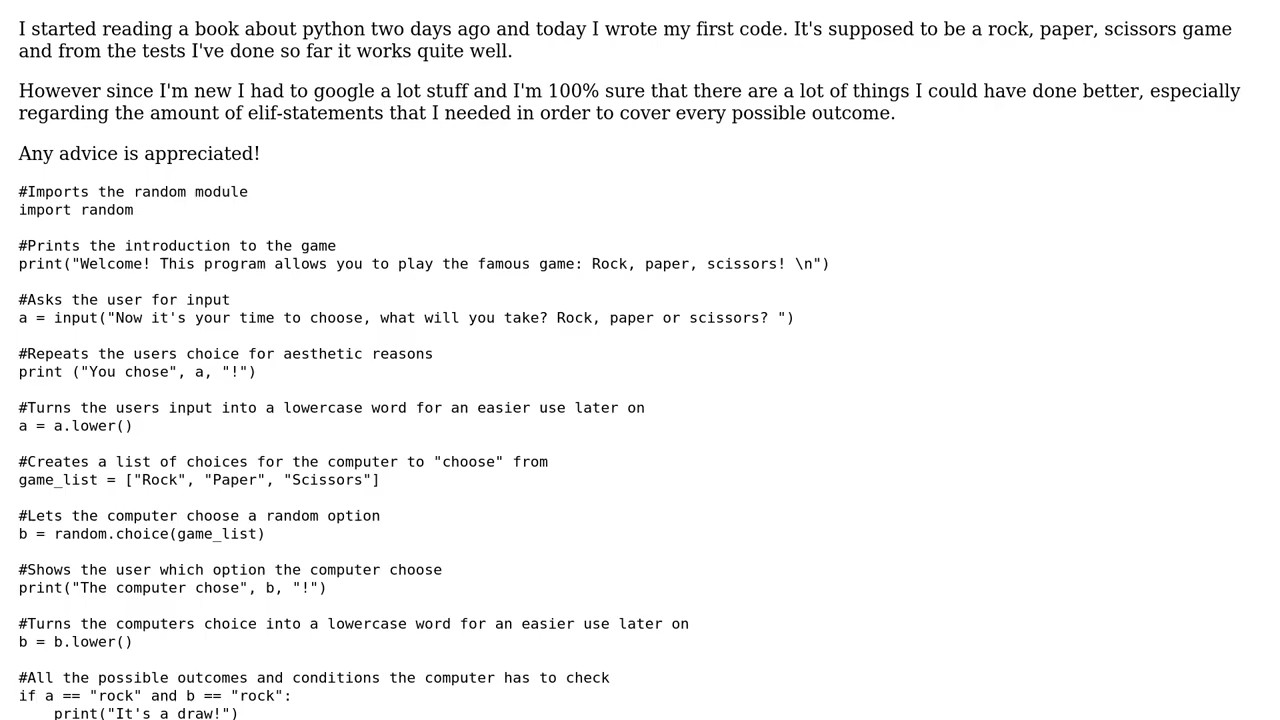 I started reading a book about python two days ago and today I wrote my first code. It's supposed to be a rock, paper, scissors game
and from the tests I've done so far it works quite well.
However since I'm new I had to google a lot stuff and I'm 100% sure that there are a lot of things I could have done better, especially
regarding the amount of elif-statements that I needed in order to cover every possible outcome.
Any advice is appreciated!
#Imports the random module
import random
#Prints the introduction to the game
print("Welcome! This program allows you to play the famous game: Rock, paper, scissors! \n")
#Asks the user for input
a = input("Now it's your time to choose, what will you take? Rock, paper or scissors? ")
#Repeats the users choice for aesthetic reasons
print ("You chose", a, "!")
#Turns the users input into a lowercase word for an easier use later on
a = a.lower()
#Creates a list of choices for the computer to "choose" from
game_list = ["Rock", "Paper", "Scissors"]
#Lets the computer choose a random option
b = random.choice(game_list)
#Shows the user which option the computer choose
print("The computer chose", b, "!")
#Turns the computers choice into a lowercase word for an easier use later on
b = b.lower()
#All the possible outcomes and conditions the computer has to check
if a == "rock" and b == "rock":
    print("It's a draw!")